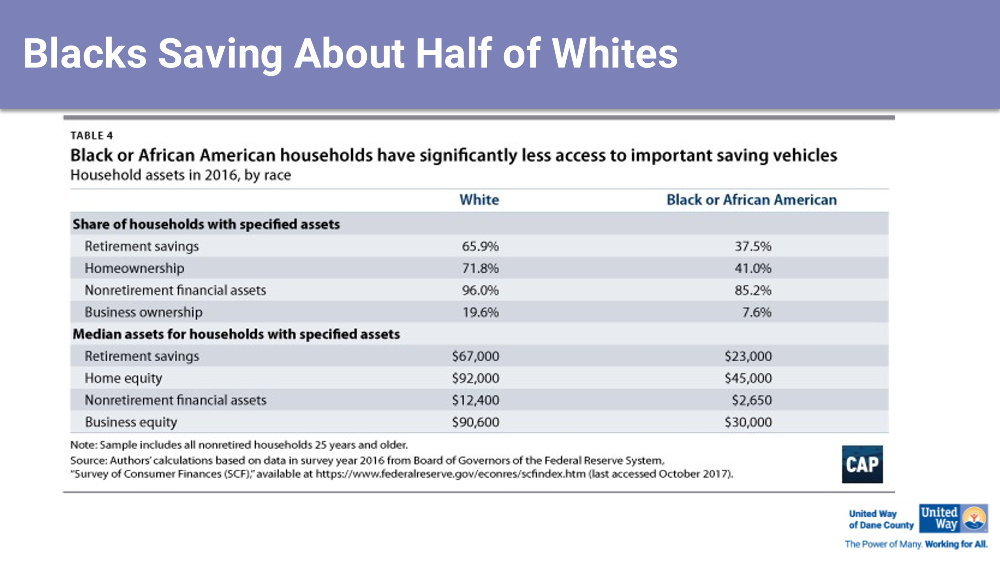 Blacks Saving About Half of Whites
TABLE 4
Black or African American households have significantly less access to important saving vehicles
Household assets in 2016, by race
White Black or African American
Share of households with specified assets
Retirement savings 65.9% 37.5%
Homeownership 71.8% 41.0%
Nonretirement financial assets 96.0% 85.2%
Business ownership 19.6% 7.6%
Median assets for households with specified assets
Retirement savings $67,000 $23,000
Home equity $92,000 $45,000
Nonretirement financial assets $12,400 $2,650
Business equity $90,600 $30,000
Note: Sample includes all nonretired households 25 years and older.
Source: Authors' calculations based on data in survey year 2016 from Board of Governors of the Federal Reserve System,
"Survey of Consumer Finances (SCF)," available at https://www.federalreserve.gov/econres/scfindex.htm (last accessed October 2017).
CAP
United Way
of Dane County
United
Way
The Power of Many. Working for All.